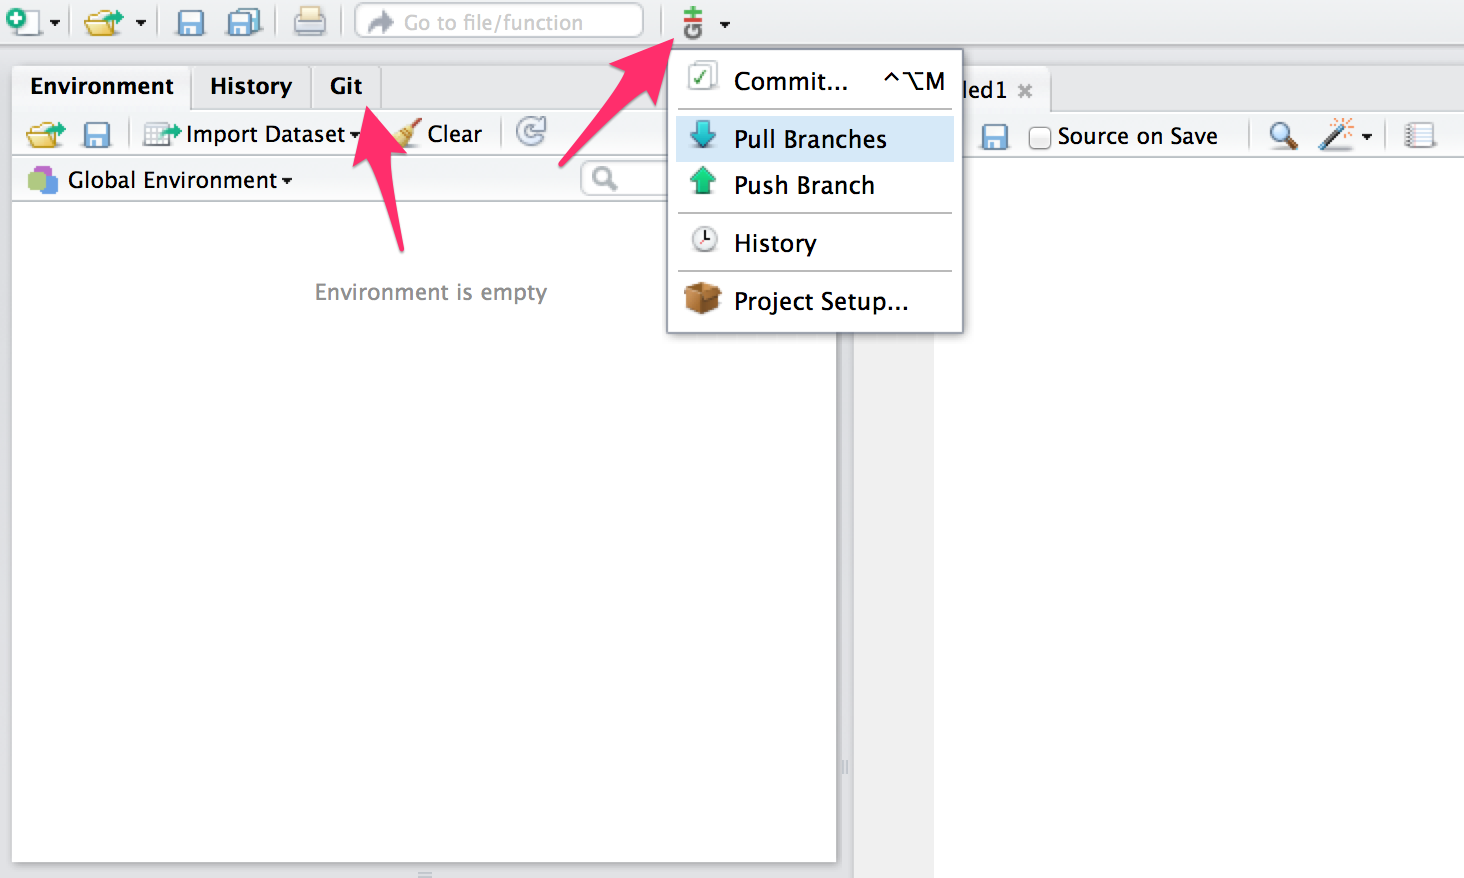 Go to file/function
Environment
History
Git
Import Dataset
Clear
Global Environment
Environment is empty
Commit... ^⌥M
Pull Branches
Push Branch
History
Project Setup...
led1
Source on Save